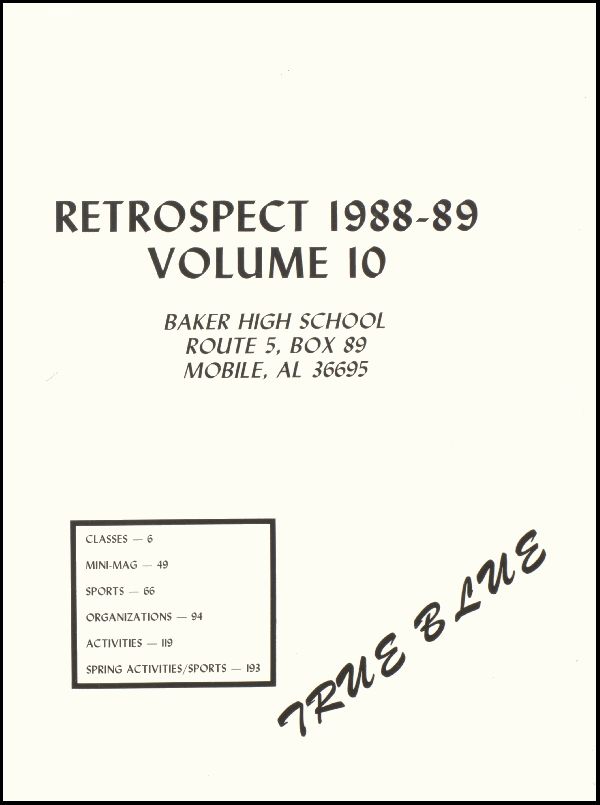 RETROSPECT 1988-89
VOLUME 10
BAKER HIGH SCHOOL
ROUTE 5, BOX 89
MOBILE, AL 36695
CLASSES — 6
MINI-MAG — 49
SPORTS — 66
ORGANIZATIONS — 94
ACTIVITIES — 119
SPRING ACTIVITIES/SPORTS — 193
TRUE BLUE